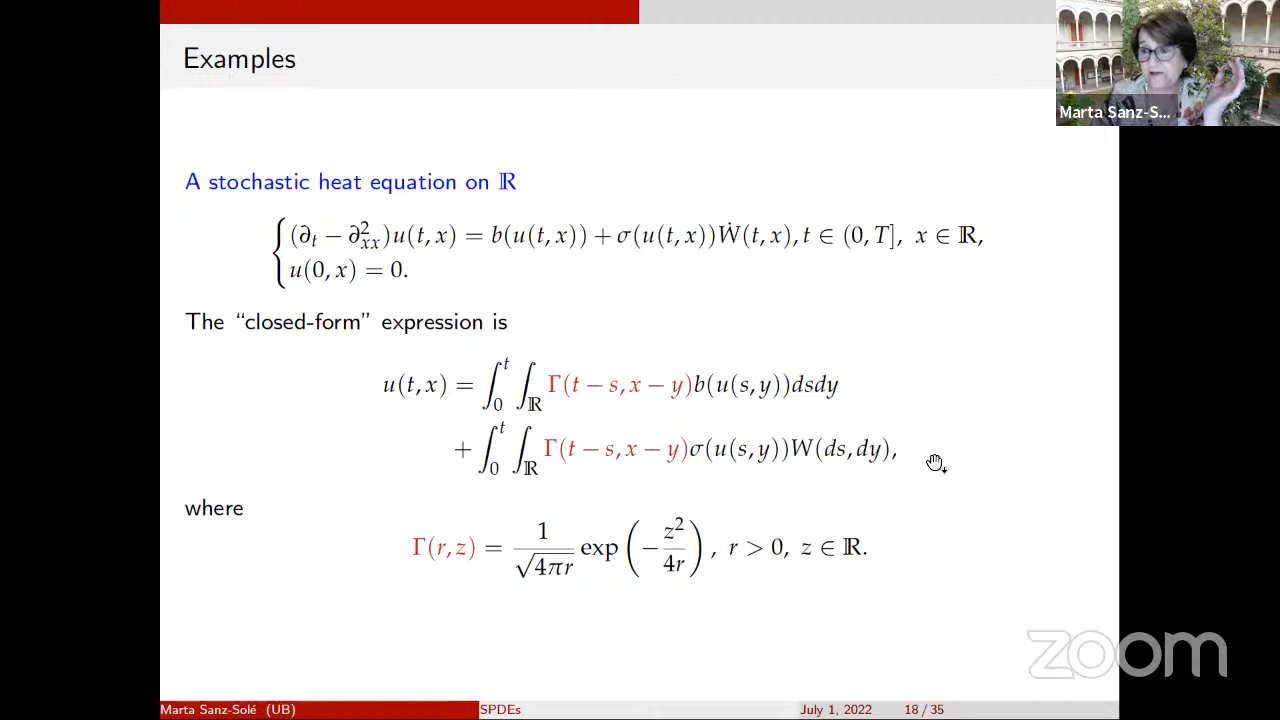 Examples
Marta Sanz-S...
A stochastic heat equation on ℝ
(∂ₜ − ∂²ₓₓ)u(t, x) = b(u(t, x)) + σ(u(t, x))Ẇ(t, x), t ∈ (0, T], x ∈ ℝ,
u(0, x) = 0.
The “closed-form” expression is
u(t, x) = ∫₀ᵗ ∫_ℝ Γ(t − s, x − y)b(u(s, y))dsdy
+ ∫₀ᵗ ∫_ℝ Γ(t − s, x − y)σ(u(s, y))W(ds, dy),
where
Γ(r, z) = 1/√(4πr) exp(−z²/4r), r > 0, z ∈ ℝ.
zoom
Marta Sanz-Solé (UB) SPDEs July 1, 2022 18 / 35